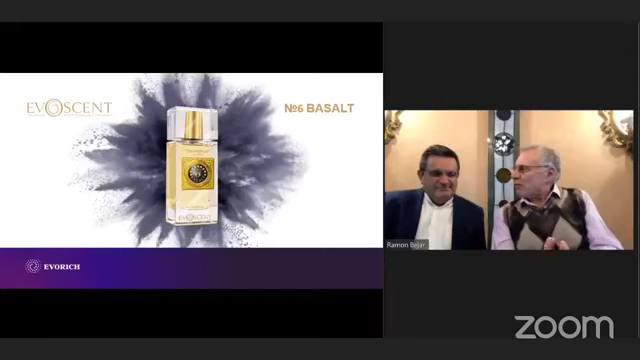 EVOSCENT
№6 BASALT
EVOSCENT
EVORICH
Ramon Bejar
zoom